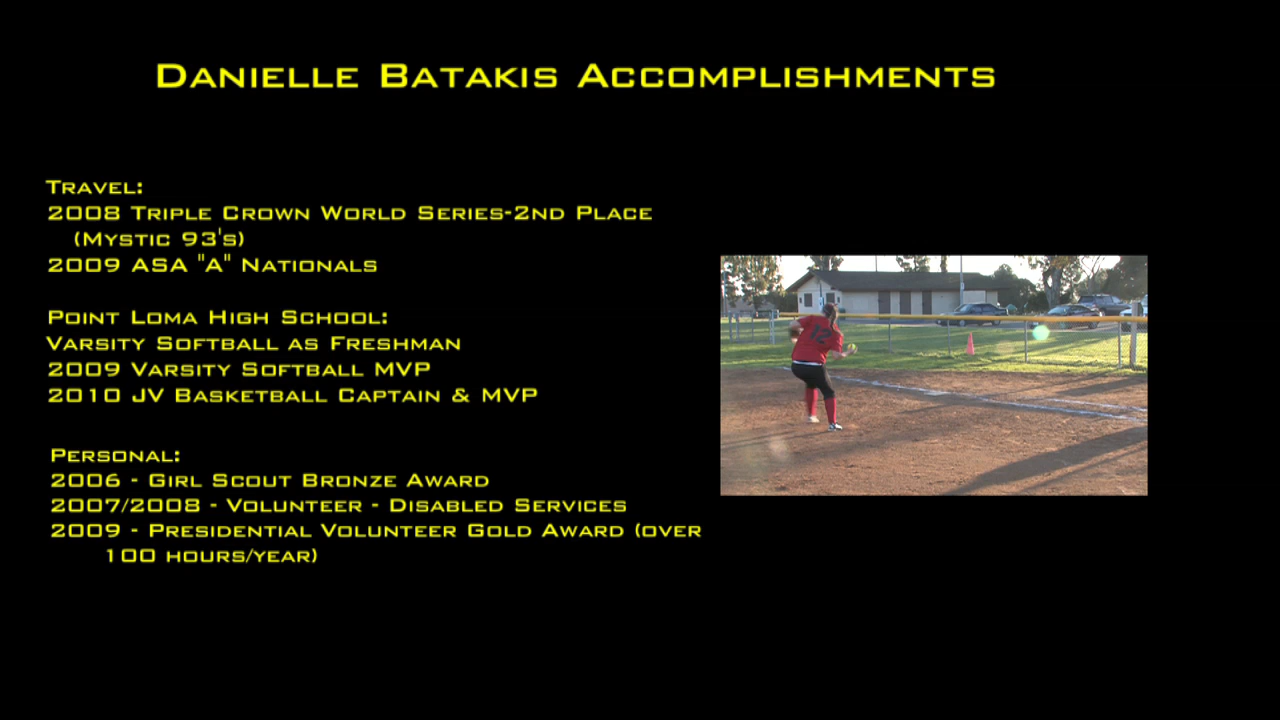 Danielle Batakis Accomplishments
Travel:
2008 Triple Crown World Series-2nd Place
(Mystic 93's)
2009 ASA "A" Nationals
Point Loma High School:
Varsity Softball as Freshman
2009 Varsity Softball MVP
2010 JV Basketball Captain & MVP
Personal:
2006 - Girl Scout Bronze Award
2007/2008 - Volunteer - Disabled Services
2009 - Presidential Volunteer Gold Award (over
100 hours/year)
12